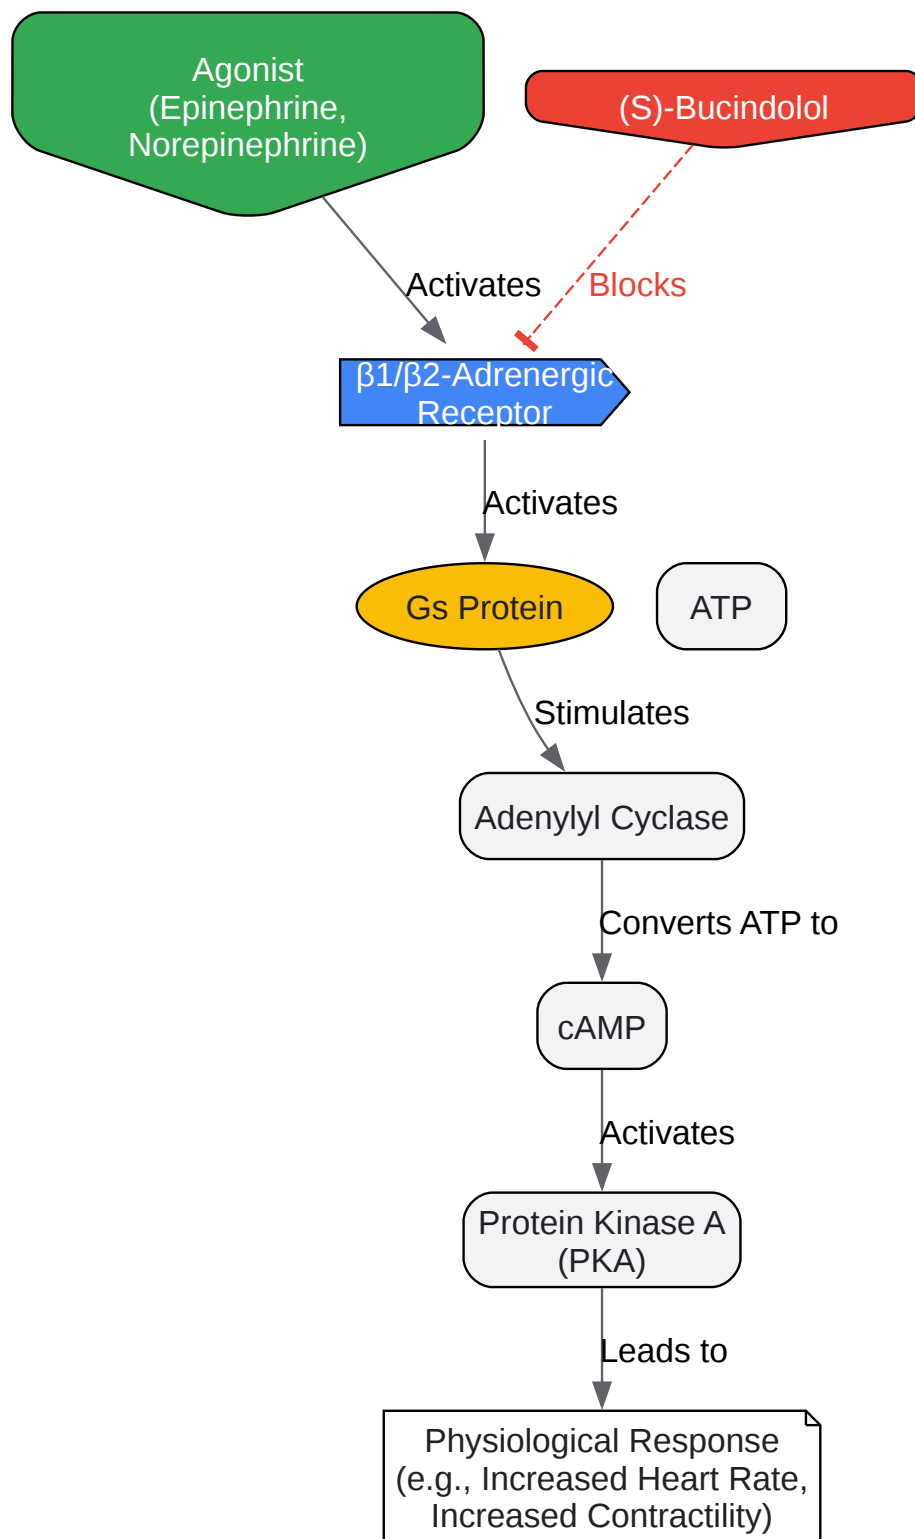 Agonist
(Epinephrine,
Norepinephrine)
(S)-Bucindolol
Activates
Blocks
β1/β2-Adrenergic
Receptor
Activates
Gs Protein
ATP
Stimulates
Adenylyl Cyclase
Converts ATP to
cAMP
Activates
Protein Kinase A
(PKA)
Leads to
Physiological Response
(e.g., Increased Heart Rate,
Increased Contractility)